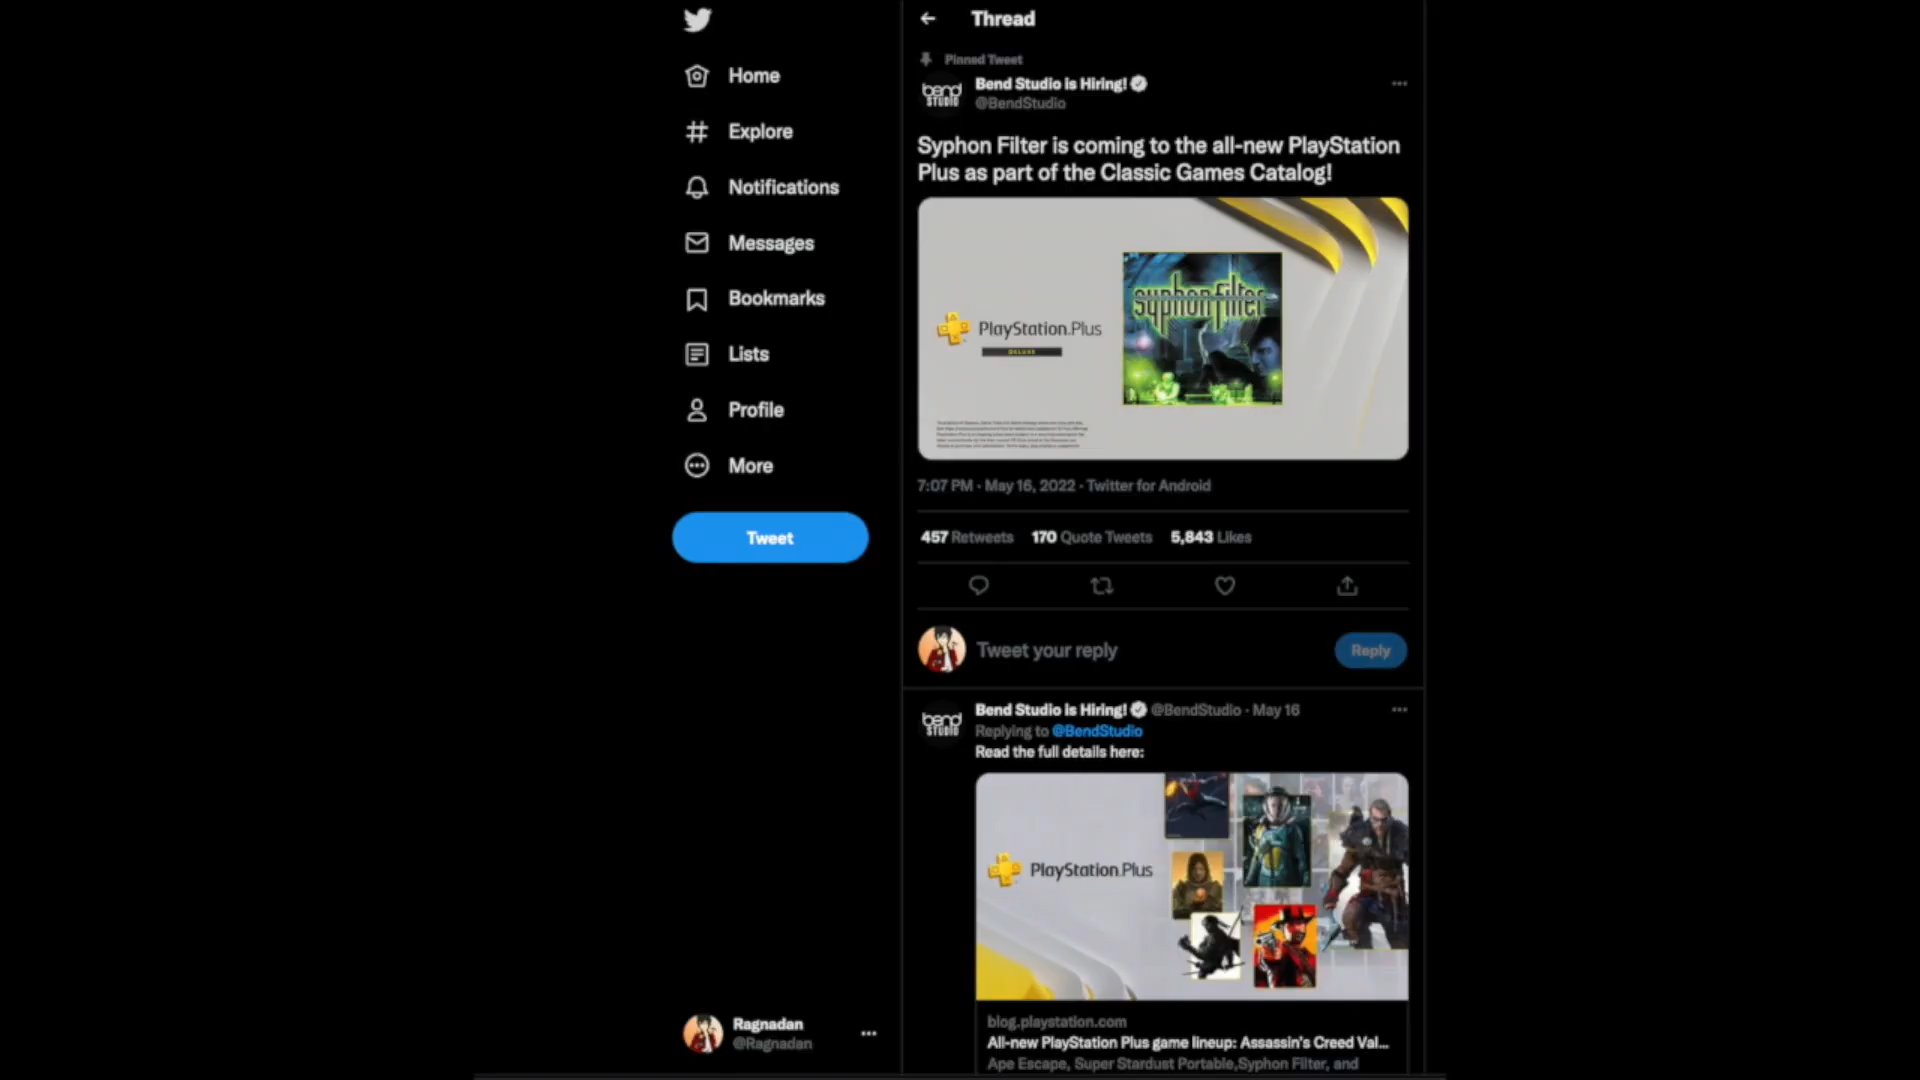 Thread
Home
Explore
Notifications
Messages
Bookmarks
Lists
Profile
More
Tweet
Ragnadan
@Ragnadan
Pinned Tweet
bend STUDIO
Bend Studio is Hiring!
@BendStudio
Syphon Filter is coming to the all-new PlayStation
Plus as part of the Classic Games Catalog!
syphon filter
PlayStation.Plus
DELUXE
7:07 PM · May 16, 2022 · Twitter for Android
457 Retweets 170 Quote Tweets 5,843 Likes
Tweet your reply
Reply
bend STUDIO
Bend Studio is Hiring! @BendStudio · May 16
Replying to @BendStudio
Read the full details here:
PlayStation.Plus
blog.playstation.com
All-new PlayStation Plus game lineup: Assassin's Creed Val...
Ape Escape, Super Stardust Portable,Syphon Filter, and